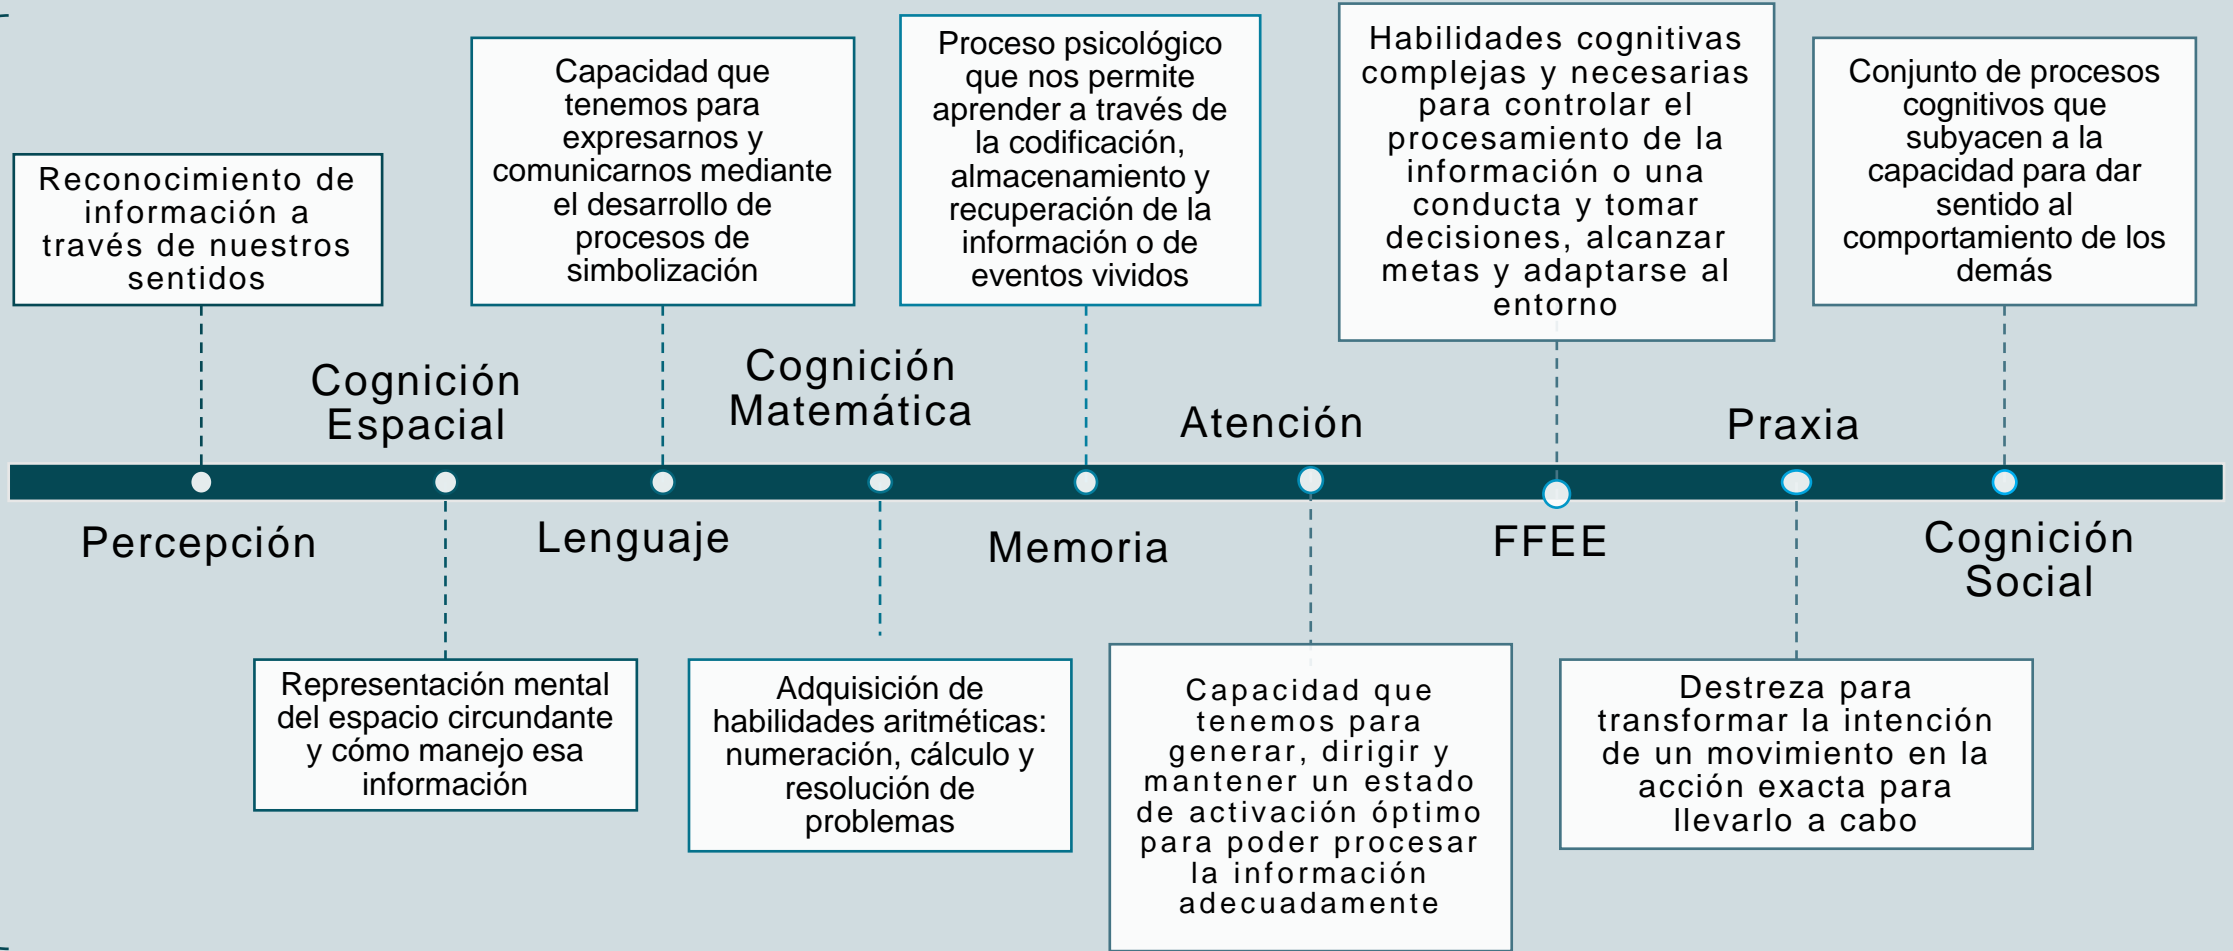 Reconocimiento de
información a
través de nuestros
sentidos
Percepción
Cognición
Espacial
Representación mental
del espacio circundante
y cómo manejo esa
información
Capacidad que
tenemos para
expresarnos y
comunicarnos mediante
el desarrollo de
procesos de
simbolización
Lenguaje
Cognición
Matemática
Adquisición de
habilidades aritméticas:
numeración, cálculo y
resolución de
problemas
Proceso psicológico
que nos permite
aprender a través de
la codificación,
almacenamiento y
recuperación de la
información o de
eventos vividos
Memoria
Atención
Capacidad que
tenemos para
generar, dirigir y
mantener un estado
de activación óptimo
para poder procesar
la información
adecuadamente
Habilidades cognitivas
complejas y necesarias
para controlar el
procesamiento de la
información o una
conducta y tomar
decisiones, alcanzar
metas y adaptarse al
entorno
FFEE
Praxia
Destreza para
transformar la intención
de un movimiento en la
acción exacta para
llevarlo a cabo
Conjunto de procesos
cognitivos que
subyacen a la
capacidad para dar
sentido al
comportamiento de los
demás
Cognición
Social